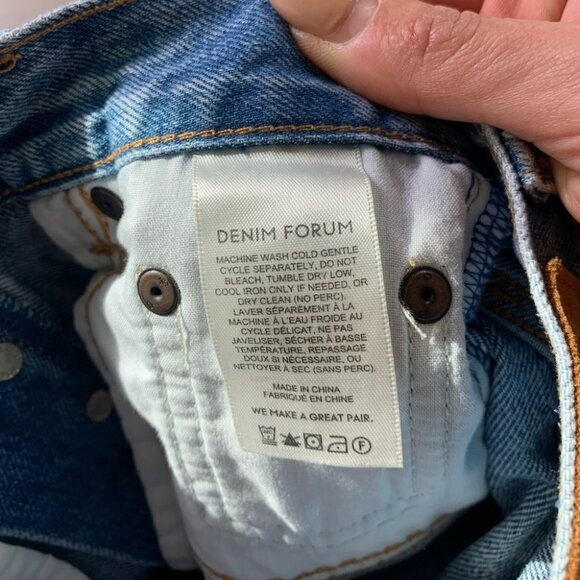 DENIM FORUM
MACHINE WASH COLD GENTLE
CYCLE SEPARATELY, DO NOT
BLEACH, TUMBLE DRY LOW,
COOL IRON ONLY IF NEEDED, OR
DRY CLEAN (NO PERC).
LAVER SÉPARÉMENT À LA
MACHINE À L'EAU FROIDE AU
CYCLE DÉLICAT, NE PAS
JAVELISER, SÉCHER À BASSE
TEMPÉRATURE, REPASSAGE
DOUX SI NÉCESSAIRE, OU
NETTOYER À SEC (SANS PERC).
MADE IN CHINA
FABRIQUÉ EN CHINE
WE MAKE A GREAT PAIR.
F